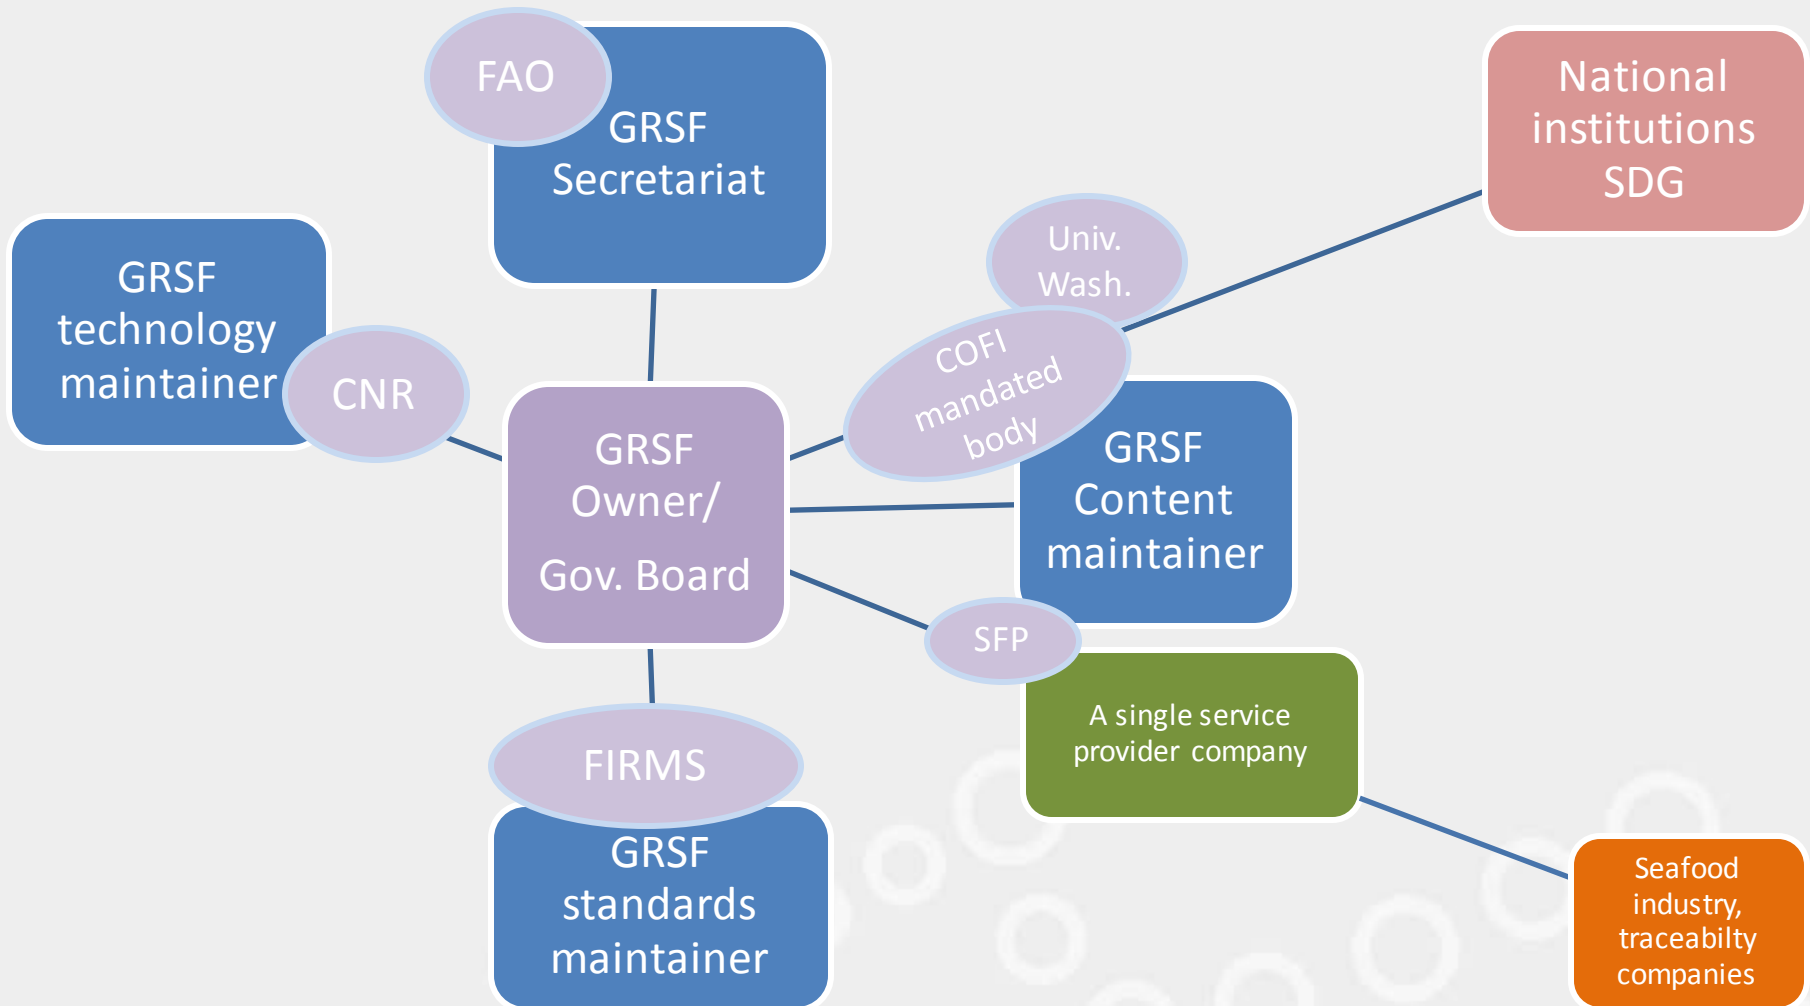 FAO
GRSF
Secretariat
National
institutions
SDG
GRSF
technology
maintainer
CNR
Univ.
Wash.
COFI
mandated
body
GRSF
Owner/
Gov. Board
GRSF
Content
maintainer
SFP
A single service
provider company
FIRMS
GRSF
standards
maintainer
Seafood
industry,
traceabilty
companies